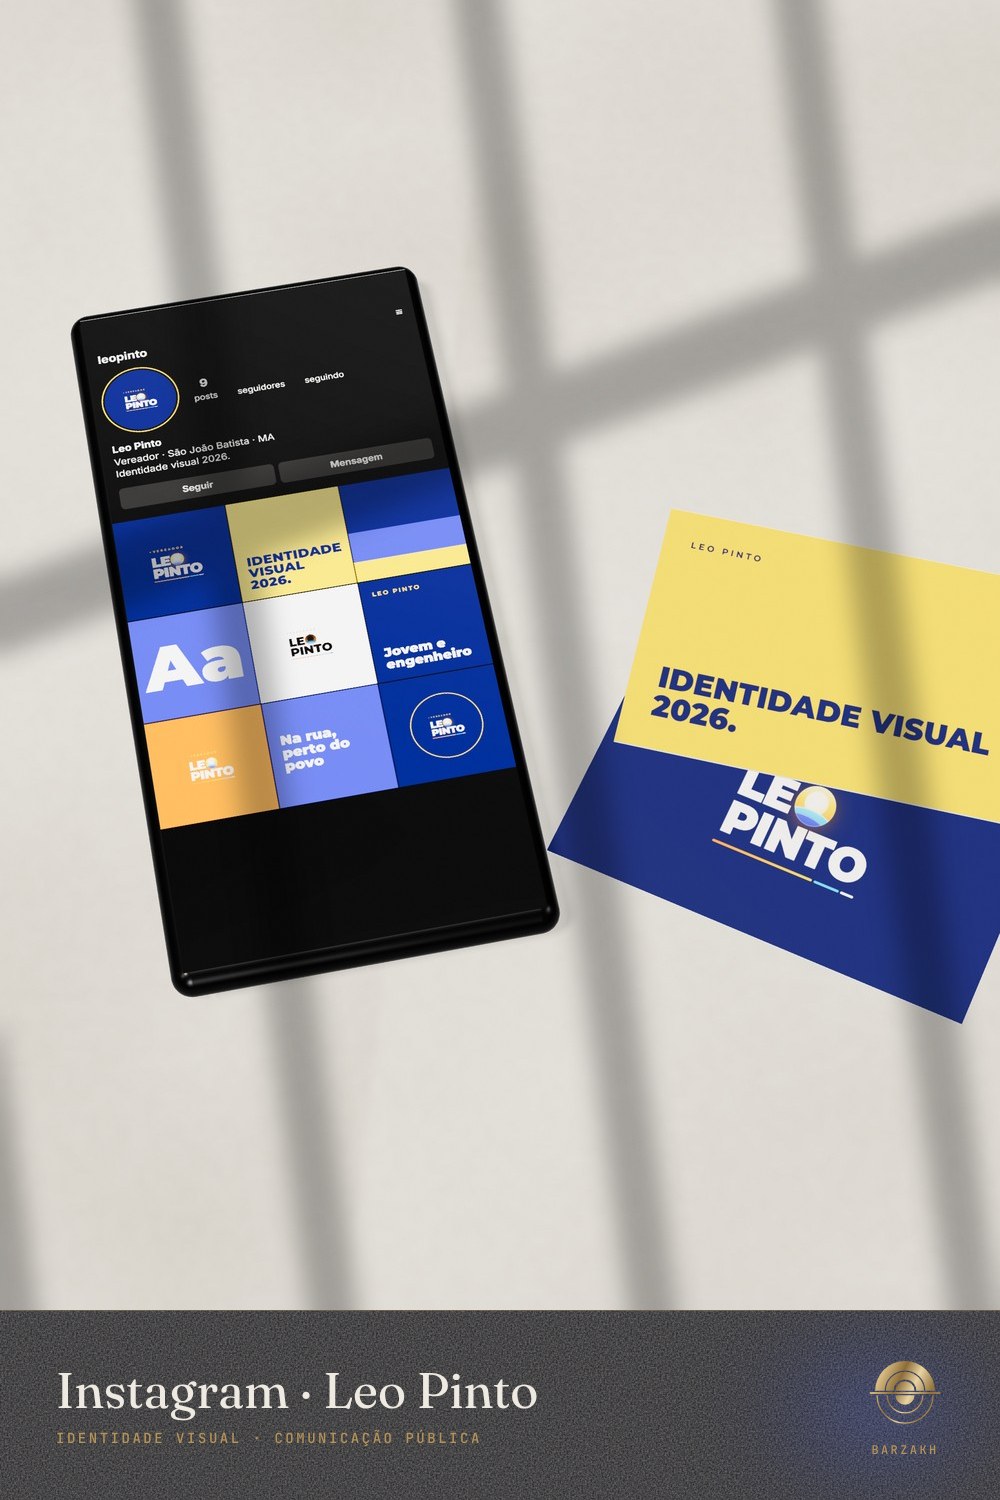 leopinto
LEO
PINTO
9
posts
seguidores
seguindo
Leo Pinto
Vereador · São João Batista · MA
Identidade visual 2026.
Seguir
Mensagem
LEO
PINTO
IDENTIDADE
VISUAL
2026.
Aa
LEO
PINTO
LEO PINTO
Jovem e
engenheiro
LEO
PINTO
Na rua,
perto do
povo
LEO
PINTO
LEO PINTO
IDENTIDADE VISUAL
2026.
LEO
PINTO
Instagram · Leo Pinto
IDENTIDADE VISUAL · COMUNICAÇÃO PÚBLICA
BARZAKH